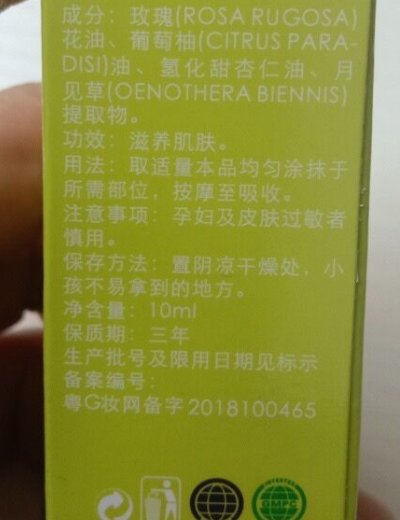 成分：玫瑰(ROSA RUGOSA)
花油、葡萄柚(CITRUS PARA-
DISI)油、氢化甜杏仁油、月
见草(OENOTHERA BIENNIS)
提取物。
功效：滋养肌肤。
用法：取适量本品均匀涂抹于
所需部位，按摩至吸收。
注意事项：孕妇及皮肤过敏者
慎用。
保存方法：置阴凉干燥处，小
孩不易拿到的地方。
净含量：10ml
保质期：三年
生产批号及限用日期见标示
备案编号：
粤G妆网备字2018100465
GMPC